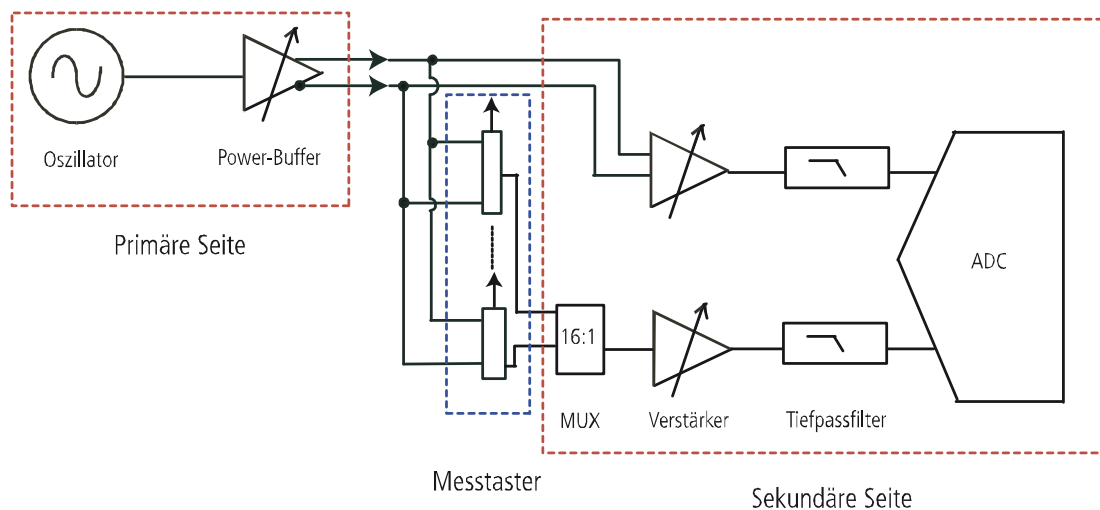 Oszillator
Power-Buffer
Primäre Seite
ADC
16:1
MUX
Verstärker
Tiefpassfilter
Messtaster
Sekundäre Seite